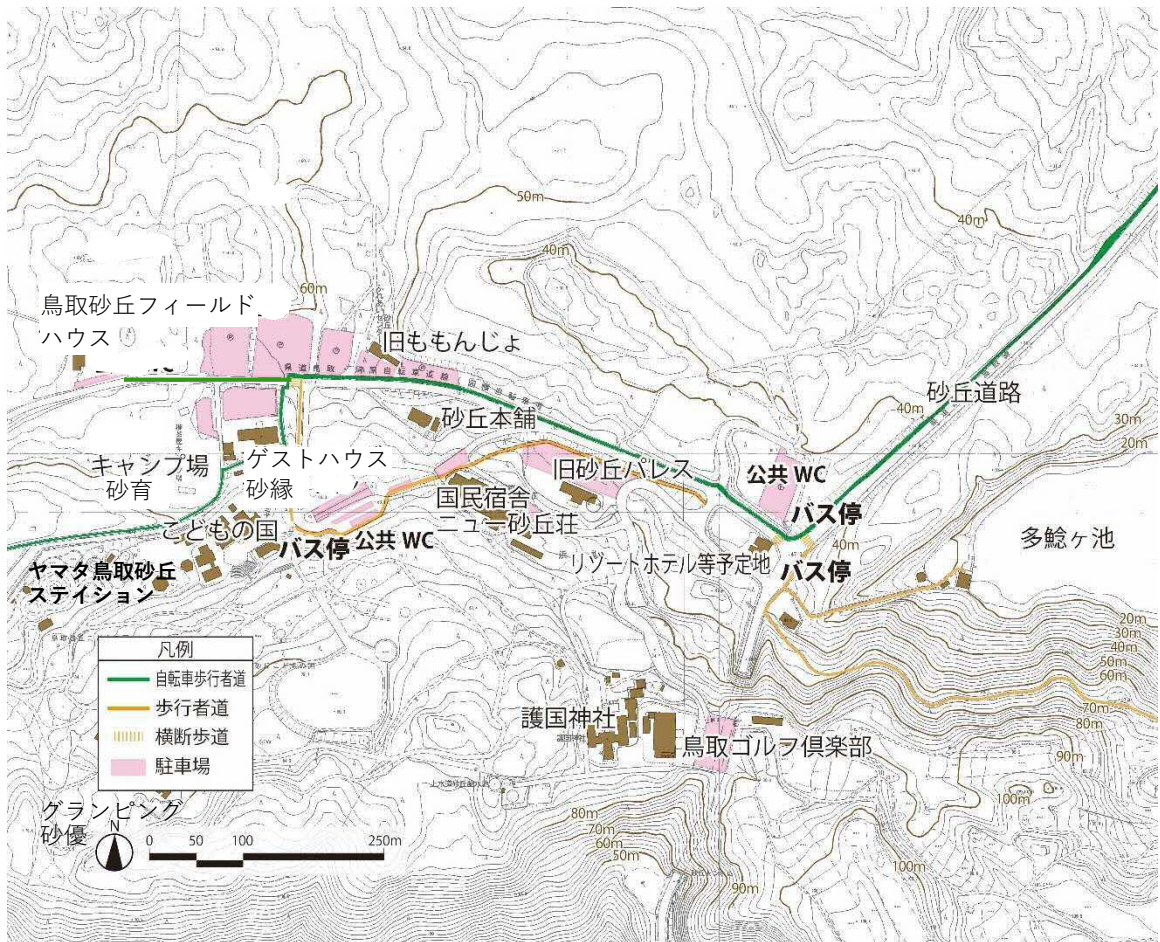 50m
40m
40m
60m
鳥取砂丘フィールド
ハウス
旧ももんじょ
砂丘本舗
40m
砂丘道路
30m
20m
キャンプ場
砂育
ゲストハウス
砂縁
旧砂丘パレス
公共 WC
国民宿舎
ニュー砂丘荘
こどもの国
バス停
公共 WC
バス停
40m
多鯰ヶ池
リゾートホテル等予定地
バス停
ヤマタ鳥取砂丘
ステイション
20m
30m
40m
50m
60m
70m
80m
90m
凡例
自転車歩行者道
歩行者道
横断歩道
駐車場
護国神社
鳥取ゴルフ倶楽部
グランピング
砂優
N
0 50 100 250m
80m
70m
60m
50m
90m
100m
100m